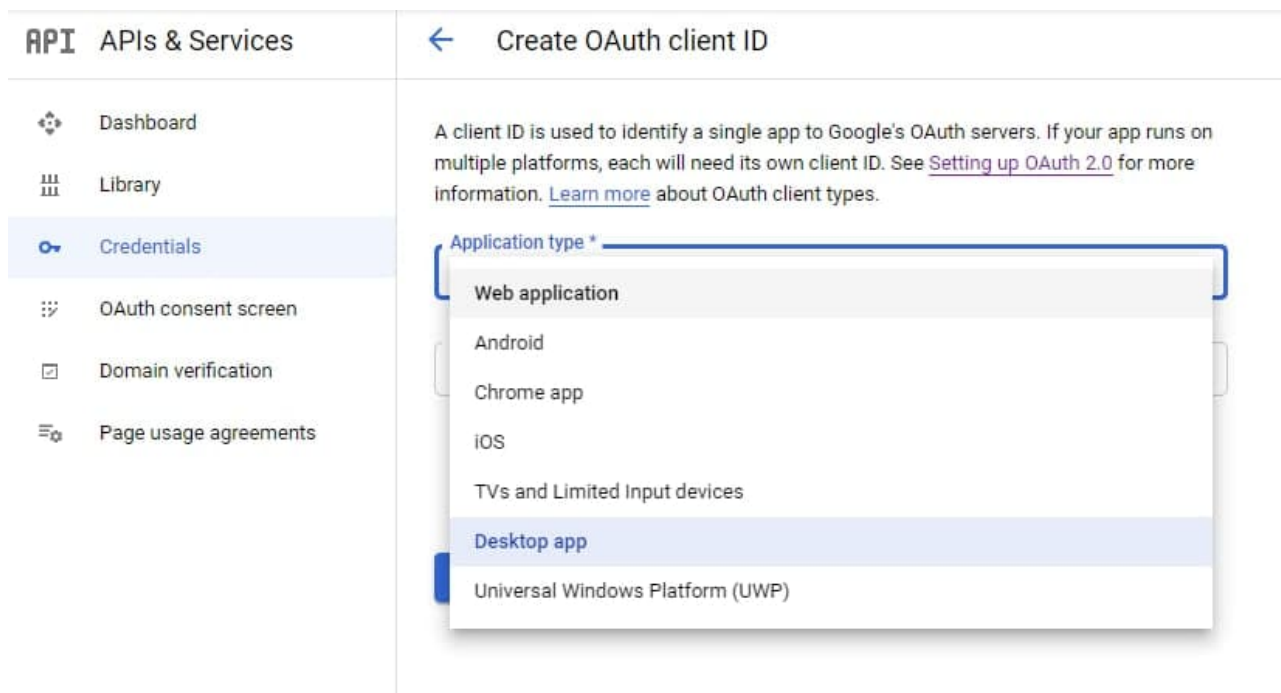 API APIs & Services
Dashboard
Library
Credentials
OAuth consent screen
Domain verification
Page usage agreements
Create OAuth client ID
A client ID is used to identify a single app to Google's OAuth servers. If your app runs on
multiple platforms, each will need its own client ID. See Setting up OAuth 2.0 for more
information. Learn more about OAuth client types.
Application type *
Web application
Android
Chrome app
iOS
TVs and Limited Input devices
Desktop app
Universal Windows Platform (UWP)